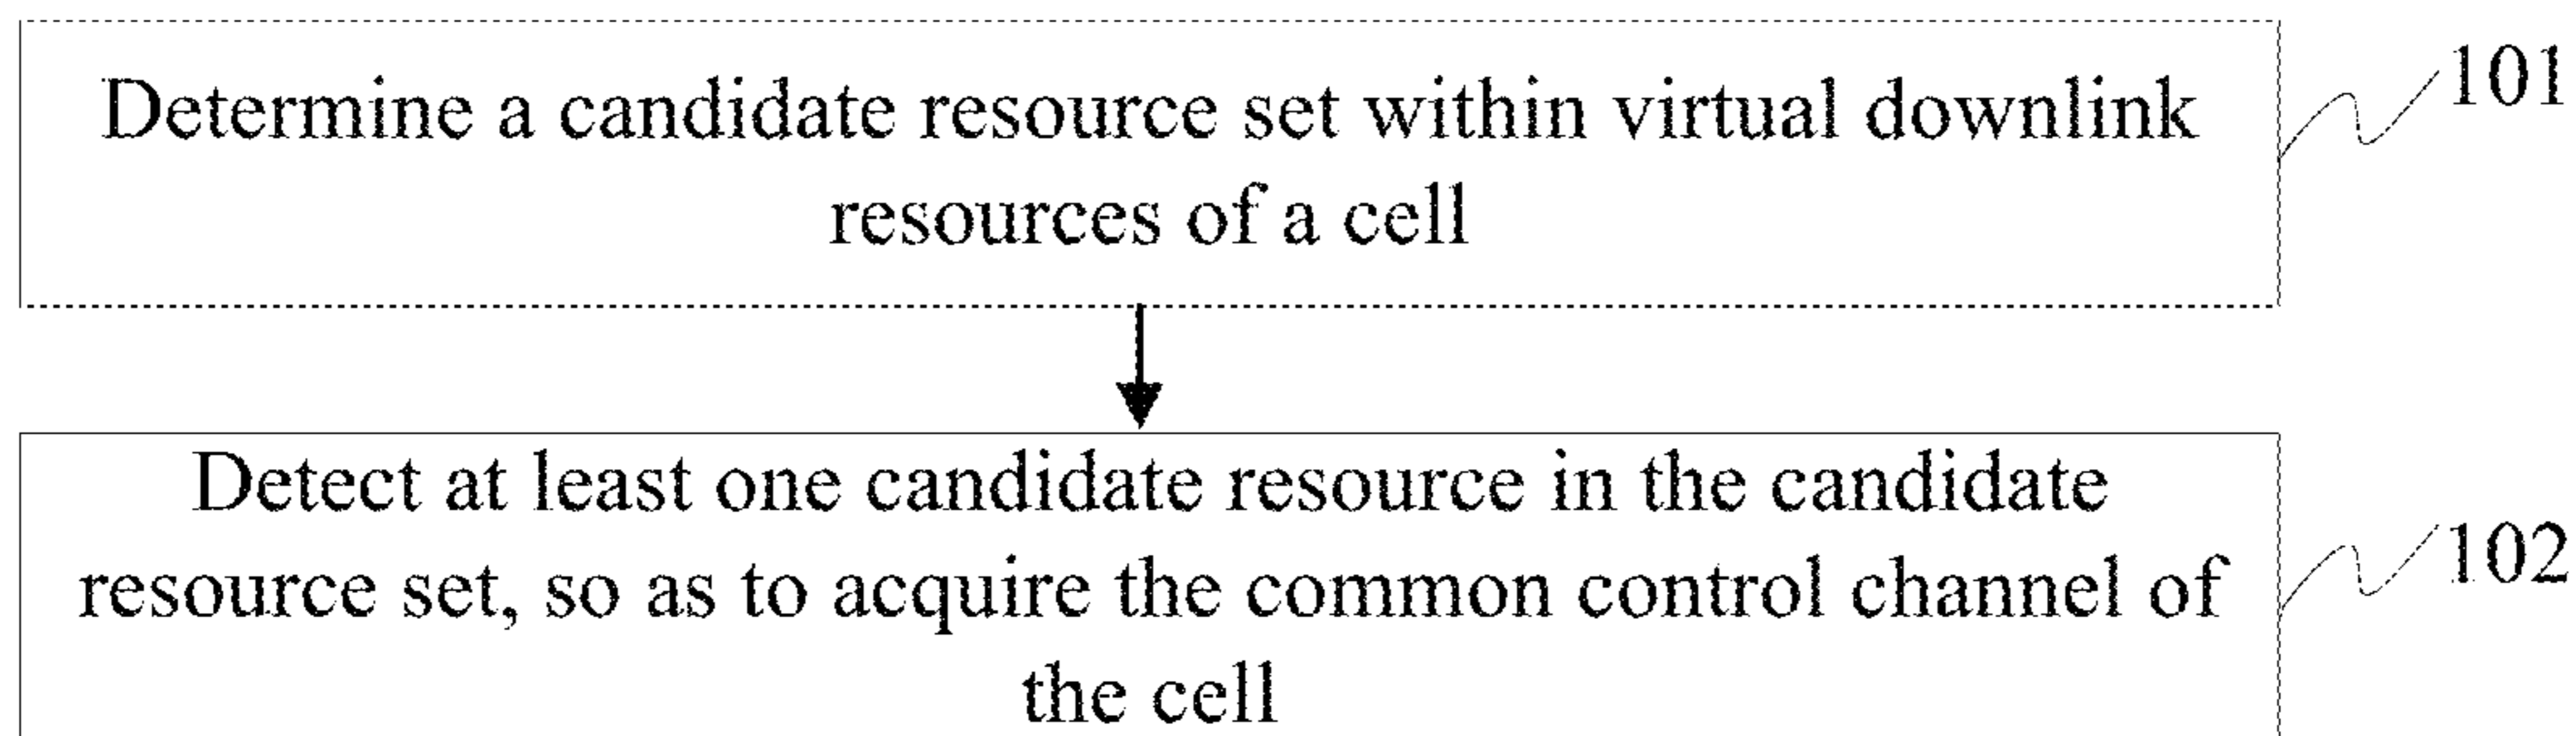 Determine a candidate resource set within virtual downlink
resources of a cell
101
Detect at least one candidate resource in the candidate
resource set, so as to acquire the common control channel of
the cell
102